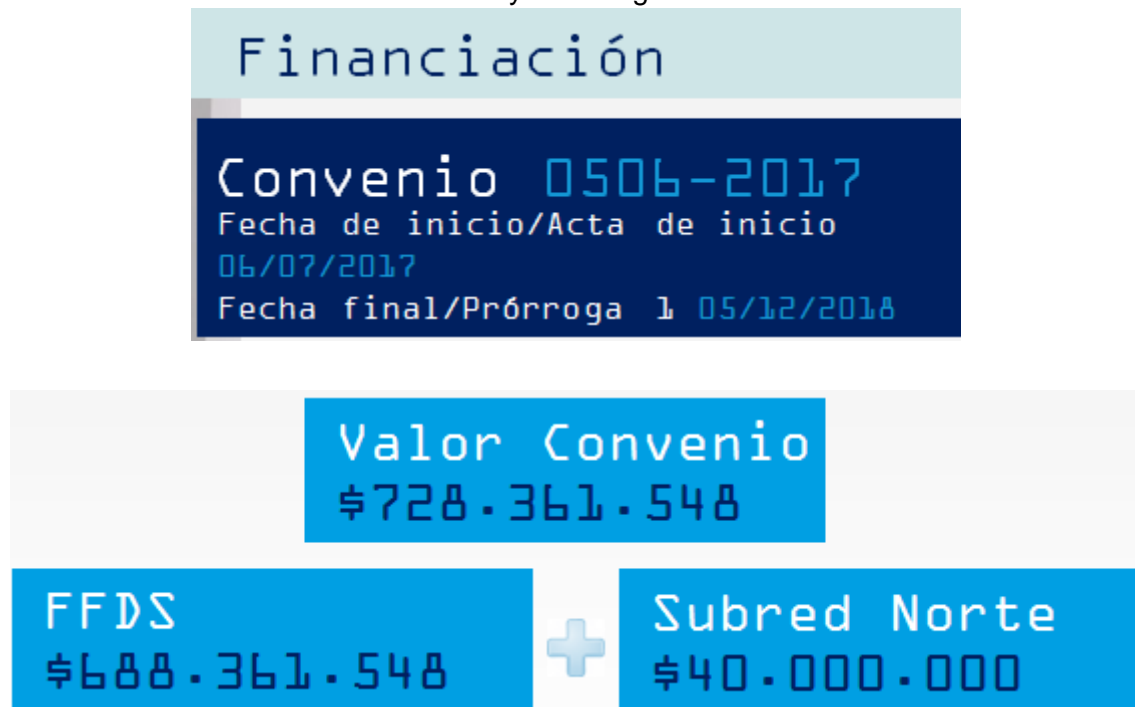 Financiación
Convenio 0506-2017
Fecha de inicio/Acta de inicio
06/07/2017
Fecha final/Prórroga 1 05/12/2018
Valor Convenio
$728.361.548
FFDS
$688.361.548
Subred Norte
$40.000.000